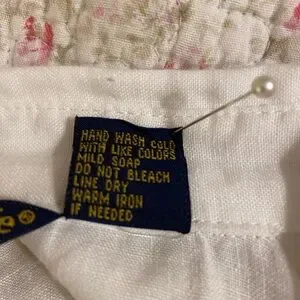 HAND WASH COLD
WITH LIKE COLORS
MILD SOAP
DO NOT BLEACH
LINE DRY
WARM IRON
IF NEEDED
®